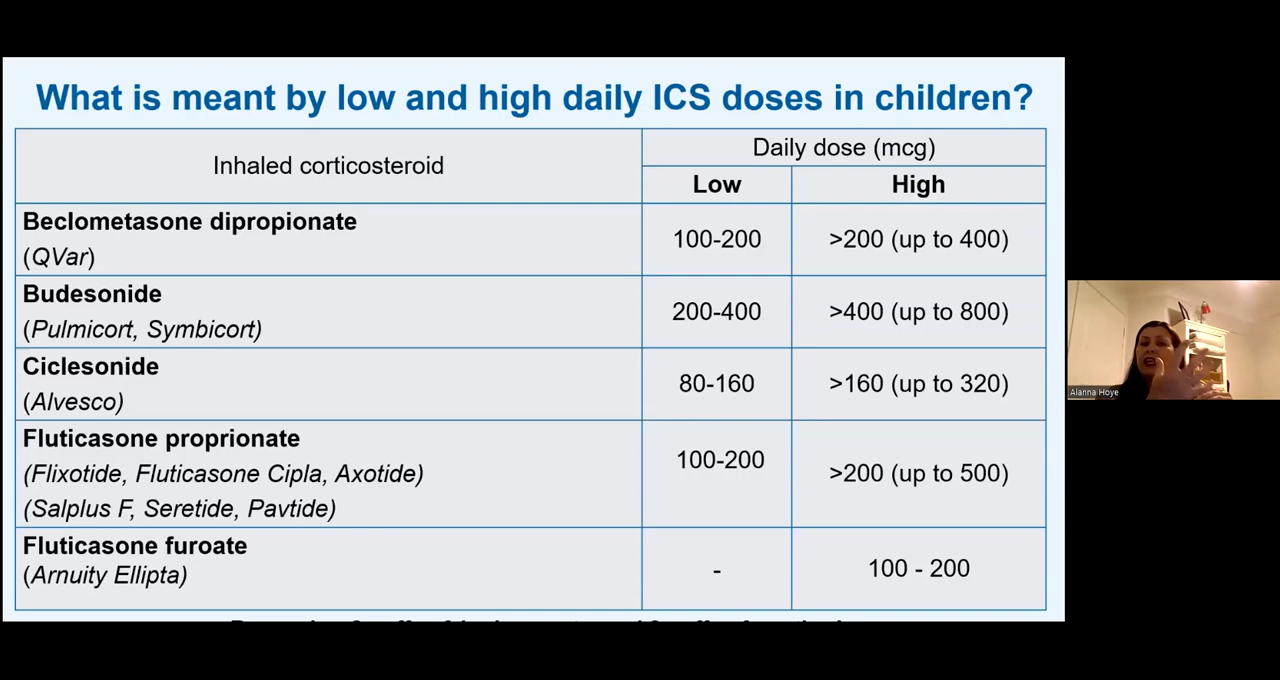 What is meant by low and high daily ICS doses in children?
Inhaled corticosteroid
Daily dose (mcg)
Low
High
Beclometasone dipropionate
(QVar)
100-200
>200 (up to 400)
Budesonide
(Pulmicort, Symbicort)
200-400
>400 (up to 800)
Ciclesonide
(Alvesco)
80-160
>160 (up to 320)
Fluticasone proprionate
(Flixotide, Fluticasone Cipla, Axotide)
(Salplus F, Seretide, Pavtide)
100-200
>200 (up to 500)
Fluticasone furoate
(Arnuity Ellipta)
-
100 - 200
Alanna Hoye